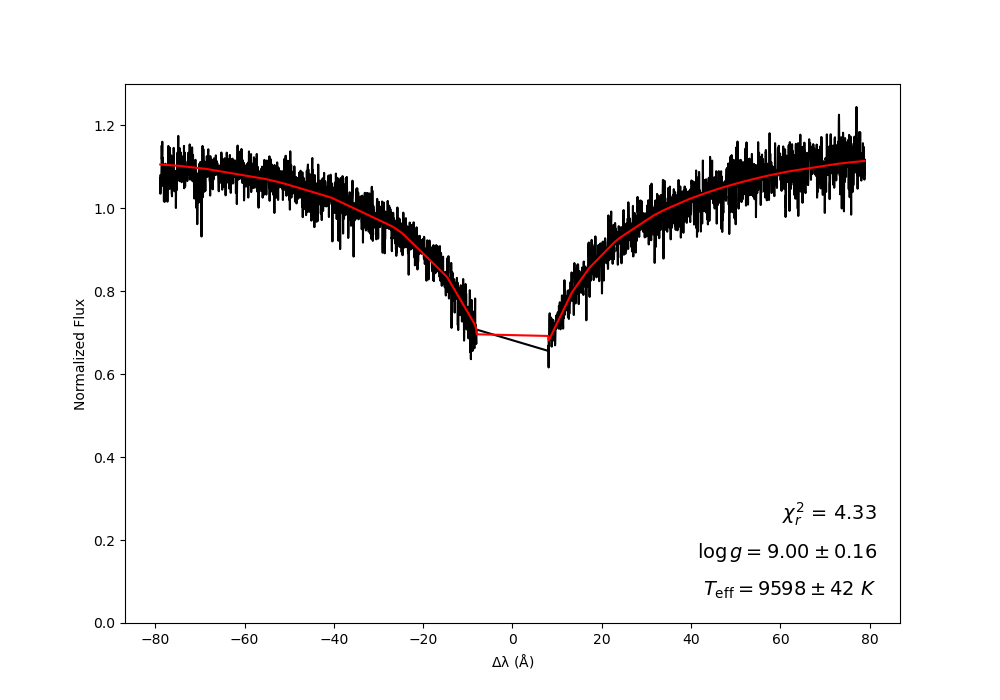 1.2
1.0
0.8
0.6
0.4
0.2
0.0
Normalized Flux
χ²ᵣ = 4.33
log g = 9.00 ± 0.16
T_eff = 9598 ± 42 K
−80 −60 −40 −20 0 20 40 60 80
Δλ (Å)